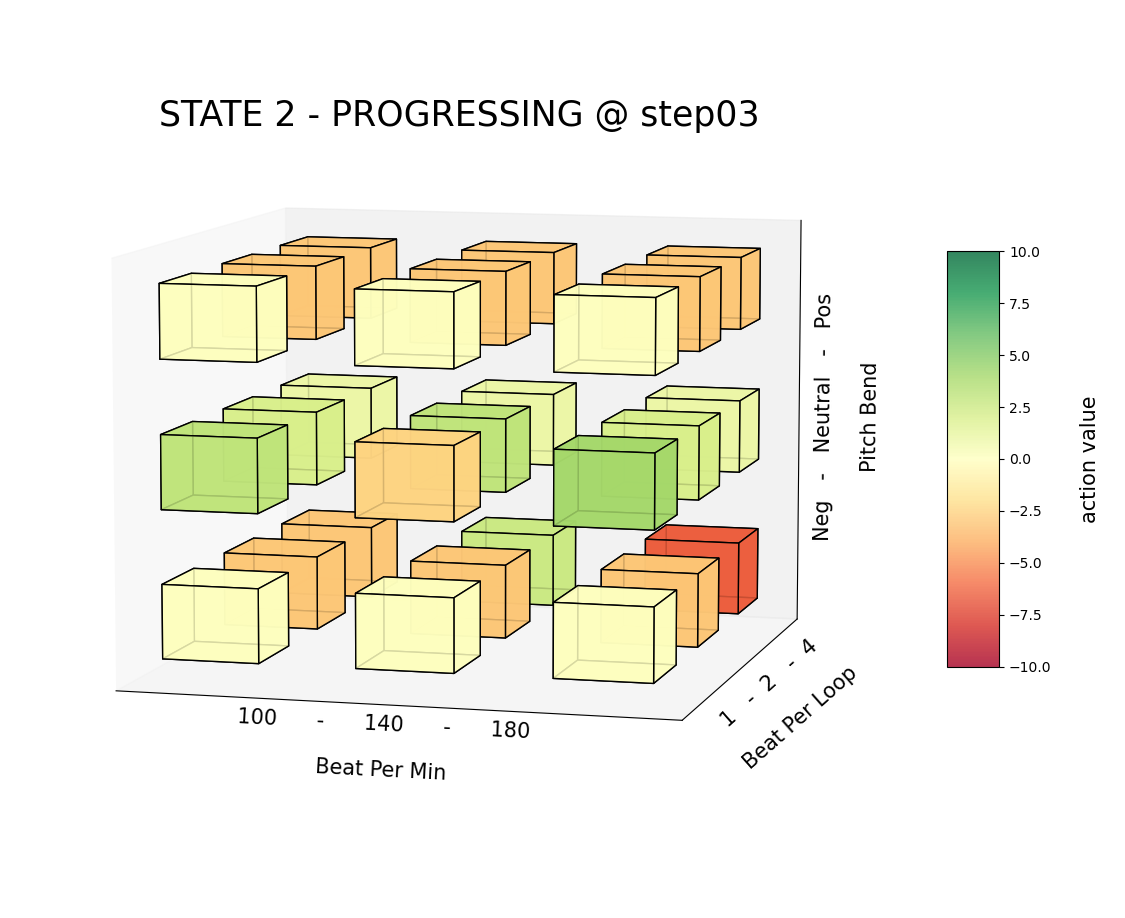 STATE 2 - PROGRESSING @ step03
Neg - Neutral - Pos
Pitch Bend
100 - 140 - 180
Beat Per Min
1 - 2 - 4
Beat Per Loop
10.0
7.5
5.0
2.5
0.0
−2.5
−5.0
−7.5
−10.0
action value